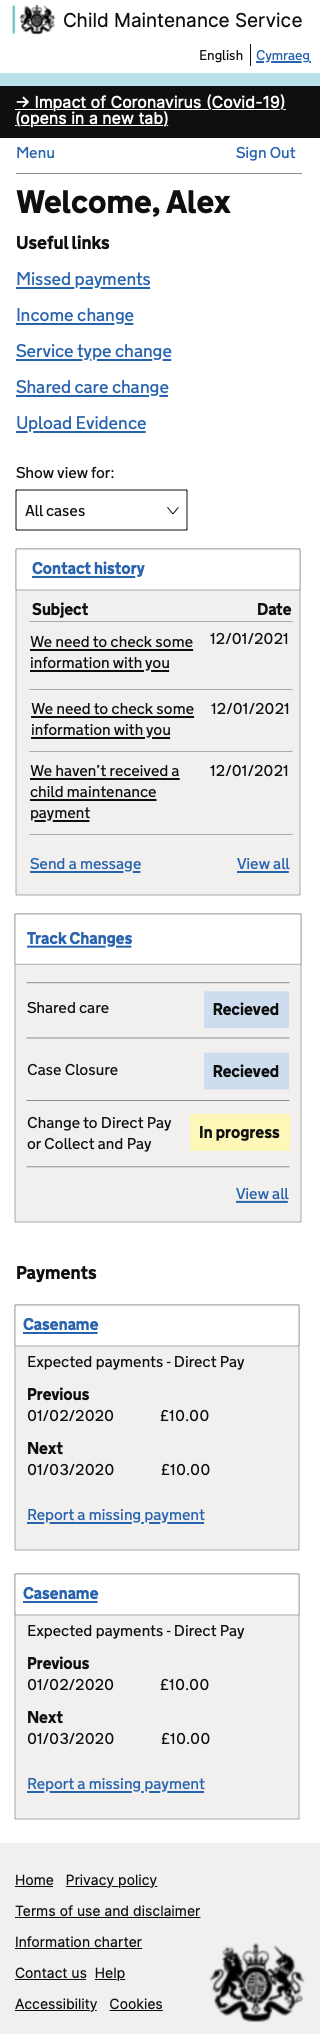 Child Maintenance Service
English Cymraeg
→ Impact of Coronavirus (Covid-19)
(opens in a new tab)
Menu Sign Out
Welcome, Alex
Useful links
Missed payments
Income change
Service type change
Shared care change
Upload Evidence
Show view for:
All cases
Contact history
Subject Date
We need to check some 12/01/2021
information with you
We need to check some 12/01/2021
information with you
We haven't received a 12/01/2021
child maintenance
payment
Send a message View all
Track Changes
Shared care Recieved
Case Closure Recieved
Change to Direct Pay
or Collect and Pay In progress
View all
Payments
Casename
Expected payments - Direct Pay
Previous
01/02/2020 £10.00
Next
01/03/2020 £10.00
Report a missing payment
Casename
Expected payments - Direct Pay
Previous
01/02/2020 £10.00
Next
01/03/2020 £10.00
Report a missing payment
Home Privacy policy
Terms of use and disclaimer
Information charter
Contact us Help
Accessibility Cookies